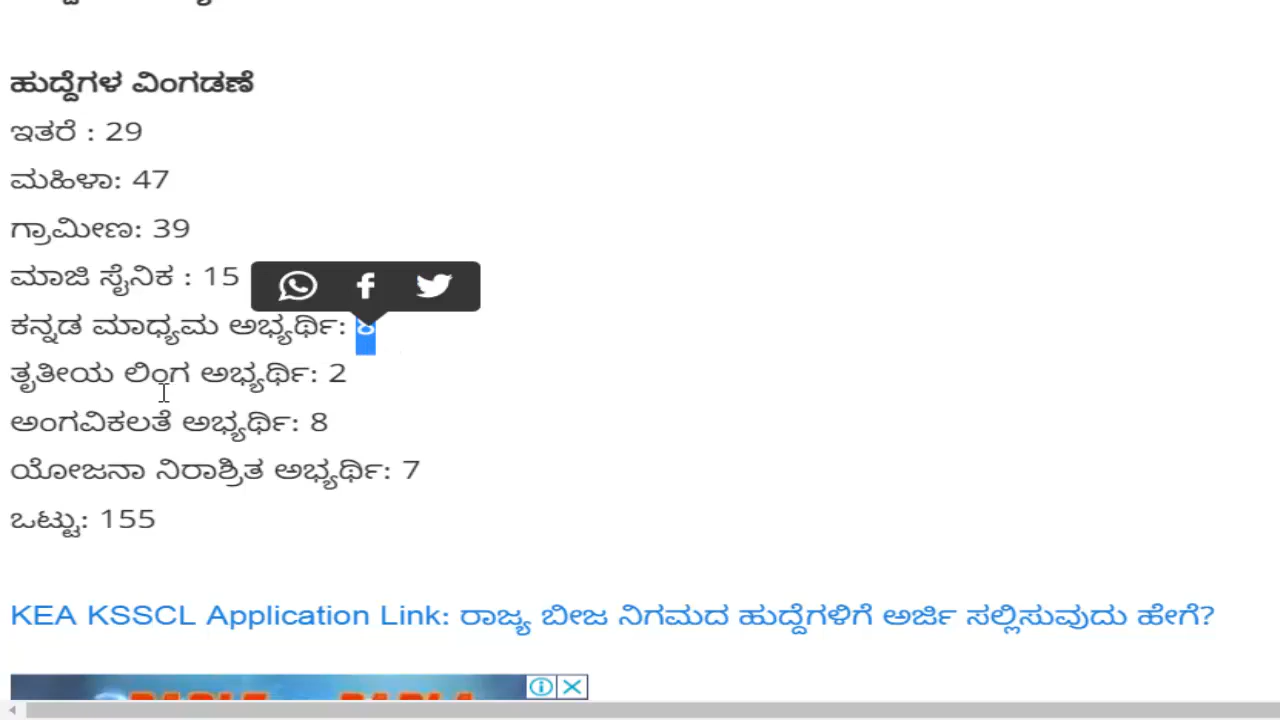 ಹುದ್ದೆಗಳ ವಿಂಗಡಣೆ
ಇತರೆ : 29
ಮಹಿಳಾ: 47
ಗ್ರಾಮೀಣ: 39
ಮಾಜಿ ಸೈನಿಕ : 15
ಕನ್ನಡ ಮಾಧ್ಯಮ ಅಭ್ಯರ್ಥಿ: 8
ತೃತೀಯ ಲಿಂಗ ಅಭ್ಯರ್ಥಿ: 2
ಅಂಗವಿಕಲತೆ ಅಭ್ಯರ್ಥಿ: 8
ಯೋಜನಾ ನಿರಾಶ್ರಿತ ಅಭ್ಯರ್ಥಿ: 7
ಒಟ್ಟು: 155
KEA KSSCL Application Link: ರಾಜ್ಯ ಬೀಜ ನಿಗಮದ ಹುದ್ದೆಗಳಿಗೆ ಅರ್ಜಿ ಸಲ್ಲಿಸುವುದು ಹೇಗೆ?